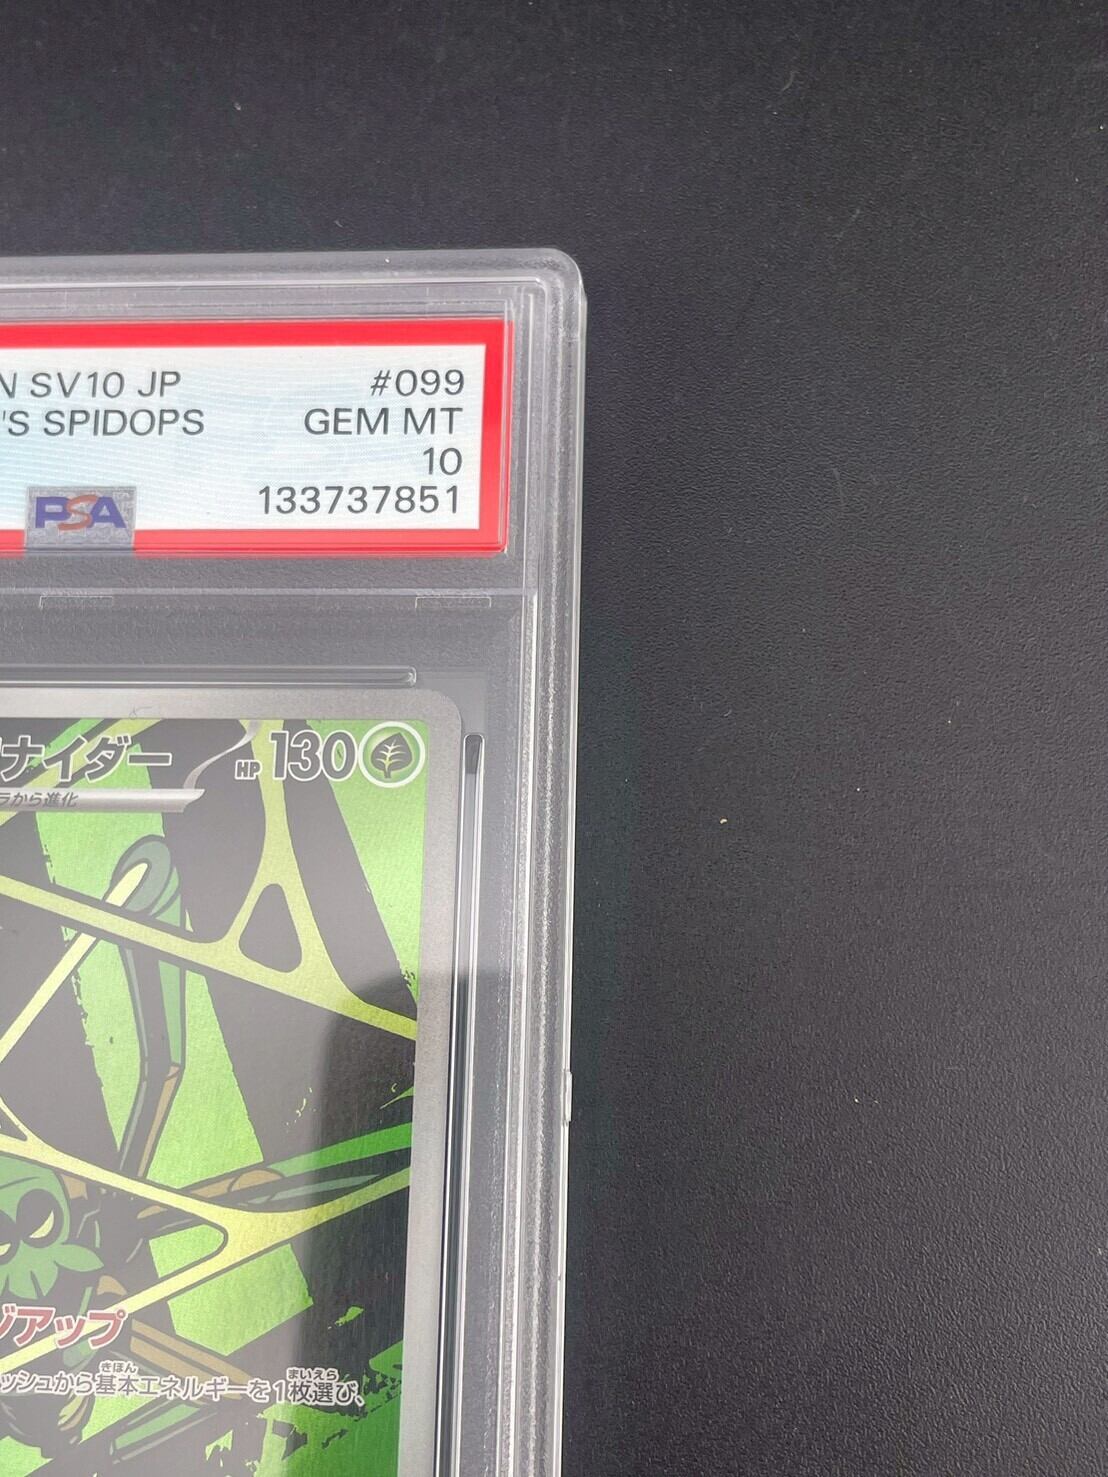 N SV10 JP #099
'S SPIDOPS GEM MT
10
PSA 133737851
ナイダー HP 130
ラから進化
ジアップ
ッシュから基本エネルギーを1枚選び、
きほん まいえら